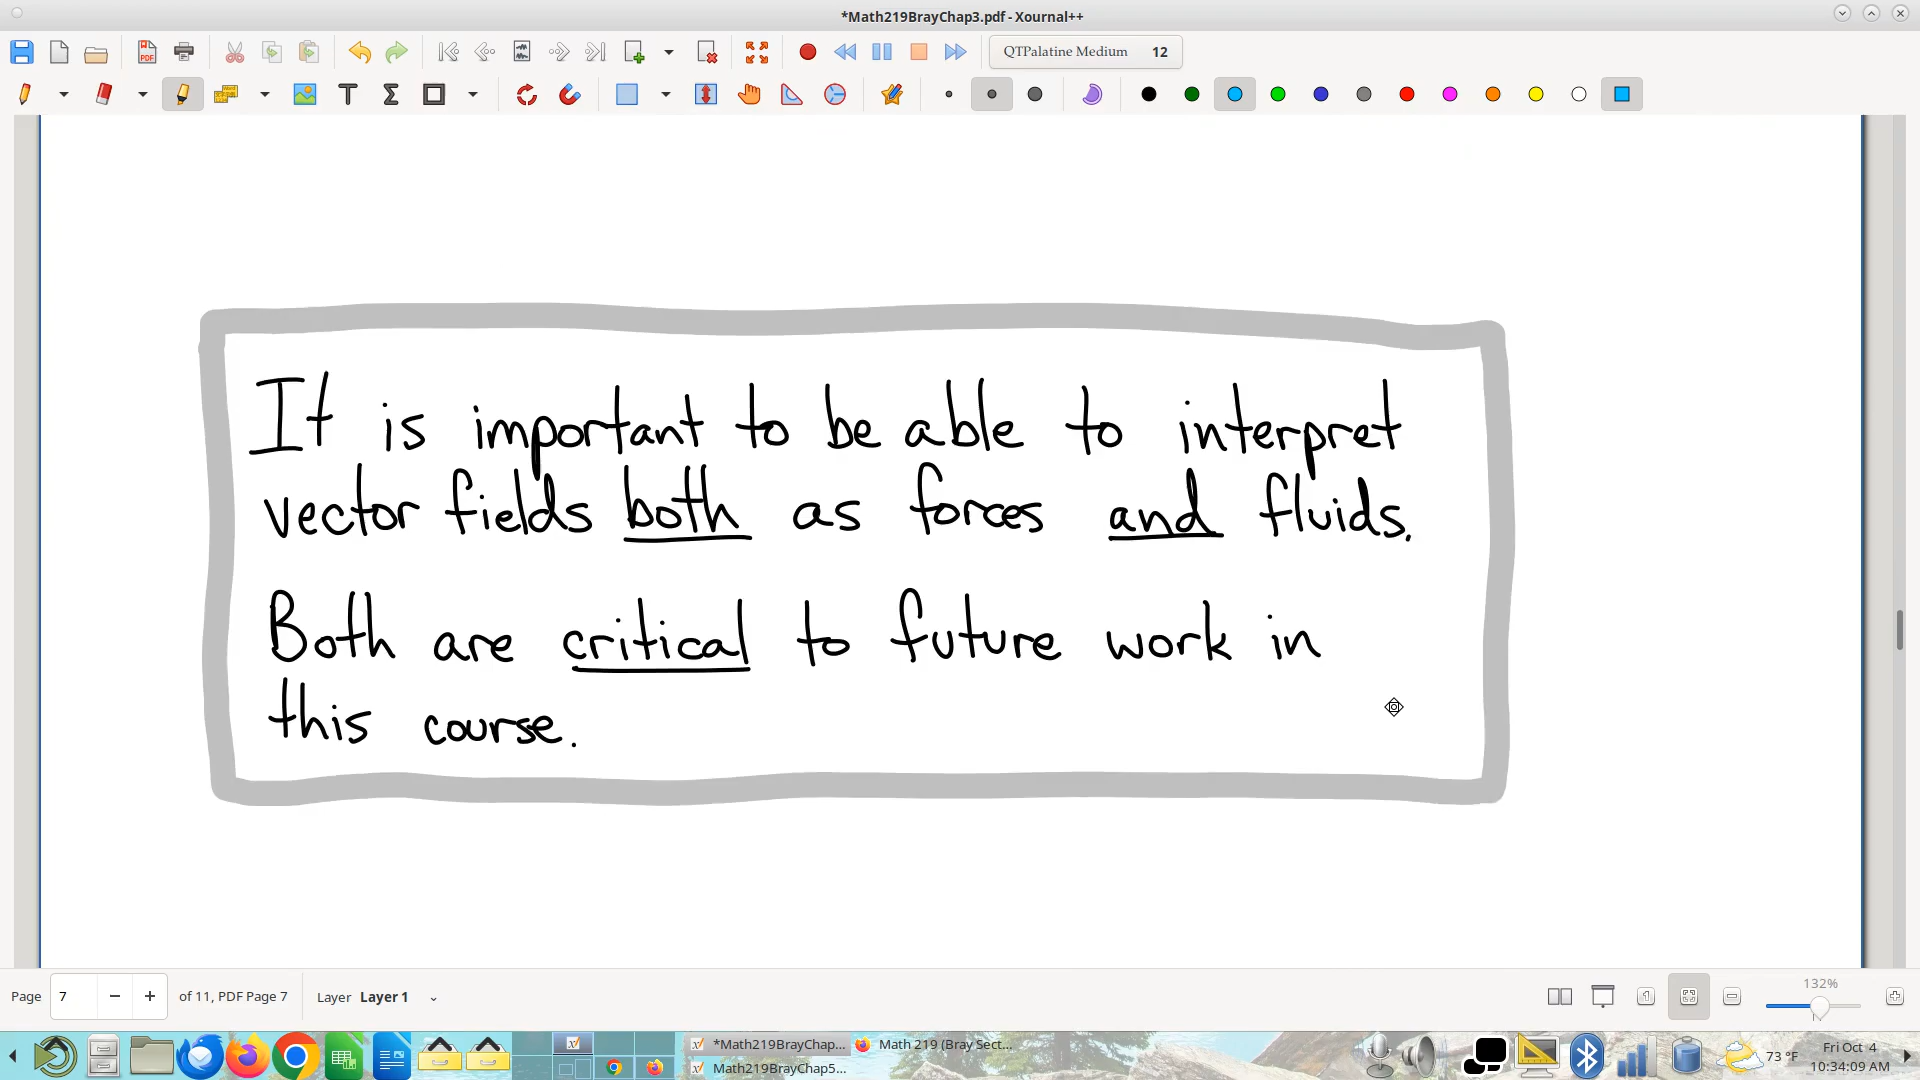 *Math219BrayChap3.pdf - Xournal++
QTPalatine Medium 12
It is important to be able to interpret
vector fields both as forces and fluids.
Both are critical to future work in
this course.
Page 7 of 11, PDF Page 7 Layer Layer 1
132%
*Math219BrayChap... Math 219 (Bray Sect...
Math219BrayChap5...
73 °F
Fri Oct 4
10:34:09 AM